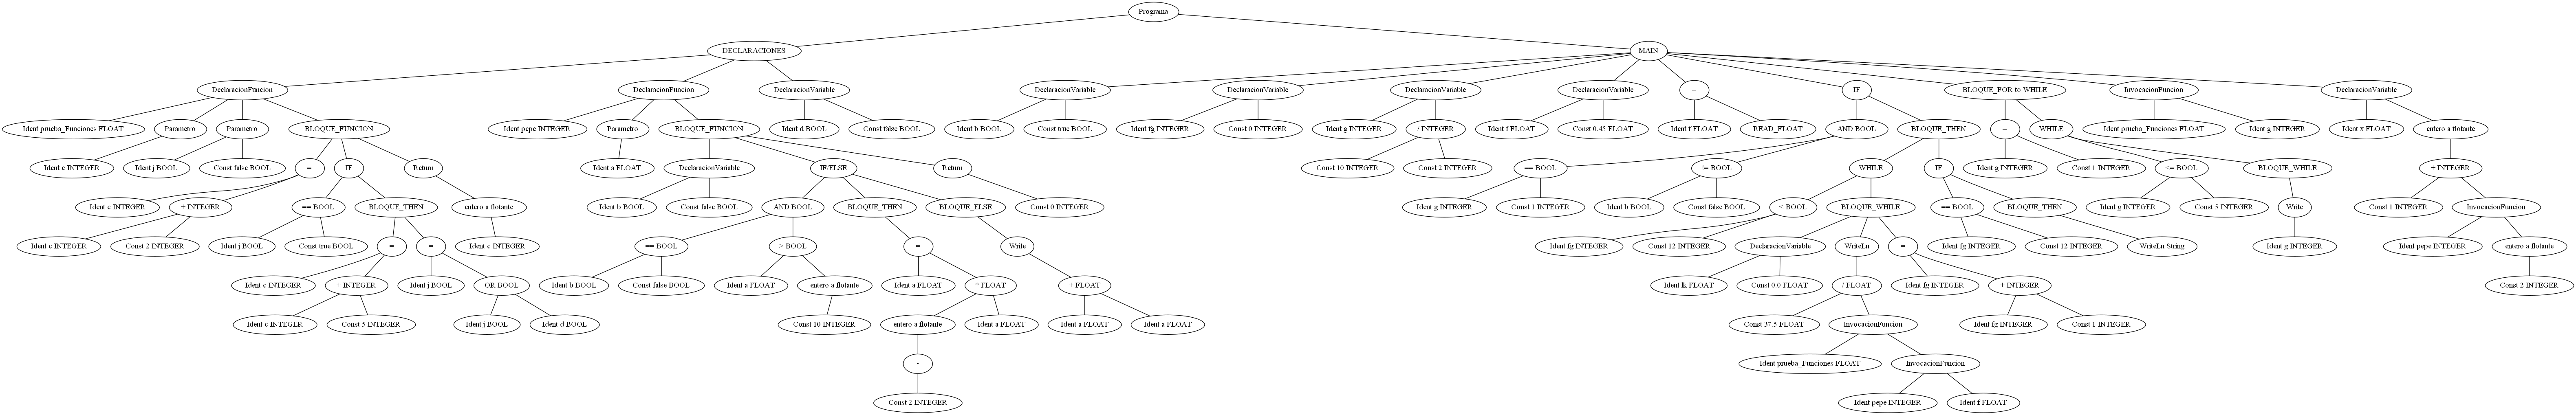 Programa
DECLARACIONES
MAIN
DeclaracionFuncion
DeclaracionFuncion
DeclaracionVariable
DeclaracionVariable
DeclaracionVariable
DeclaracionVariable
DeclaracionVariable
=
IF
BLOQUE_FOR to WHILE
InvocacionFuncion
DeclaracionVariable
Ident prueba_Funciones FLOAT
Parametro
Parametro
BLOQUE_FUNCION
Ident pepe INTEGER
Parametro
BLOQUE_FUNCION
Ident d BOOL
Const false BOOL
Ident b BOOL
Const true BOOL
Ident fg INTEGER
Const 0 INTEGER
Ident g INTEGER
/ INTEGER
Ident f FLOAT
Const 0.45 FLOAT
Ident f FLOAT
READ_FLOAT
AND BOOL
BLOQUE_THEN
=
WHILE
Ident prueba_Funciones FLOAT
Ident g INTEGER
Ident x FLOAT
entero a flotante
Ident c INTEGER
Ident j BOOL
Const false BOOL
=
IF
Return
Ident a FLOAT
DeclaracionVariable
IF/ELSE
Return
Const 10 INTEGER
Const 2 INTEGER
== BOOL
!= BOOL
WHILE
IF
Ident g INTEGER
Const 1 INTEGER
<= BOOL
BLOQUE_WHILE
+ INTEGER
Ident c INTEGER
+ INTEGER
== BOOL
BLOQUE_THEN
entero a flotante
Ident b BOOL
Const false BOOL
AND BOOL
BLOQUE_THEN
BLOQUE_ELSE
Const 0 INTEGER
Ident g INTEGER
Const 1 INTEGER
Ident b BOOL
Const false BOOL
< BOOL
BLOQUE_WHILE
== BOOL
BLOQUE_THEN
Ident g INTEGER
Const 5 INTEGER
Write
Const 1 INTEGER
InvocacionFuncion
Ident c INTEGER
Const 2 INTEGER
Ident j BOOL
Const true BOOL
=
=
Ident c INTEGER
== BOOL
> BOOL
=
Write
Ident fg INTEGER
Const 12 INTEGER
DeclaracionVariable
WriteLn
=
Ident fg INTEGER
Const 12 INTEGER
WriteLn String
Ident g INTEGER
Ident pepe INTEGER
entero a flotante
Ident c INTEGER
+ INTEGER
Ident j BOOL
OR BOOL
Ident b BOOL
Const false BOOL
Ident a FLOAT
entero a flotante
Ident a FLOAT
* FLOAT
+ FLOAT
Ident lk FLOAT
Const 0.0 FLOAT
/ FLOAT
Ident fg INTEGER
+ INTEGER
Const 2 INTEGER
Ident c INTEGER
Const 5 INTEGER
Ident j BOOL
Ident d BOOL
Const 10 INTEGER
entero a flotante
Ident a FLOAT
Ident a FLOAT
Ident a FLOAT
Const 37.5 FLOAT
InvocacionFuncion
Ident fg INTEGER
Const 1 INTEGER
-
Ident prueba_Funciones FLOAT
InvocacionFuncion
Const 2 INTEGER
Ident pepe INTEGER
Ident f FLOAT